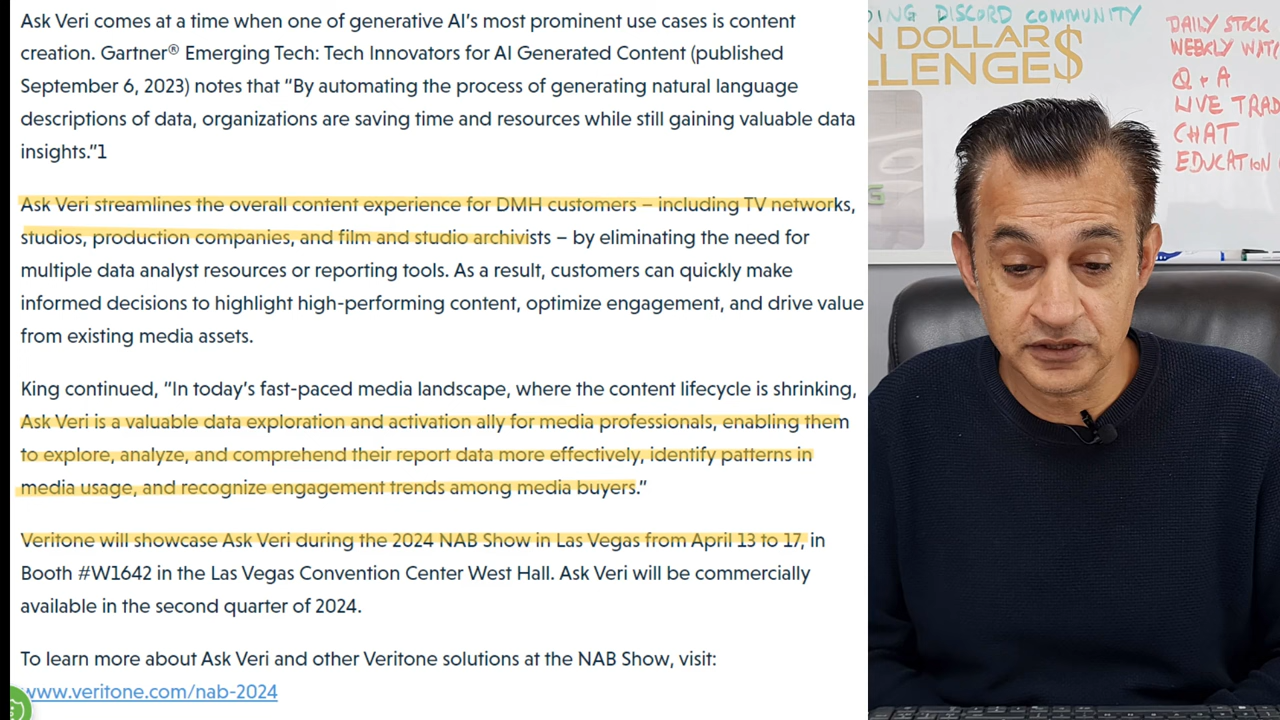 Ask Veri comes at a time when one of generative AI’s most prominent use cases is content
creation. Gartner® Emerging Tech: Tech Innovators for AI Generated Content (published
September 6, 2023) notes that “By automating the process of generating natural language
descriptions of data, organizations are saving time and resources while still gaining valuable data
insights.”1
Ask Veri streamlines the overall content experience for DMH customers – including TV networks,
studios, production companies, and film and studio archivists – by eliminating the need for
multiple data analyst resources or reporting tools. As a result, customers can quickly make
informed decisions to highlight high-performing content, optimize engagement, and drive value
from existing media assets.
King continued, “In today’s fast-paced media landscape, where the content lifecycle is shrinking,
Ask Veri is a valuable data exploration and activation ally for media professionals, enabling them
to explore, analyze, and comprehend their report data more effectively, identify patterns in
media usage, and recognize engagement trends among media buyers.”
Veritone will showcase Ask Veri during the 2024 NAB Show in Las Vegas from April 13 to 17, in
Booth #W1642 in the Las Vegas Convention Center West Hall. Ask Veri will be commercially
available in the second quarter of 2024.
To learn more about Ask Veri and other Veritone solutions at the NAB Show, visit:
www.veritone.com/nab-2024
DISCORD COMMUNITY
DOLLAR$
DAILY STOCK
WEEKLY
Q + A
LIVE
CHAT
EDUCATION